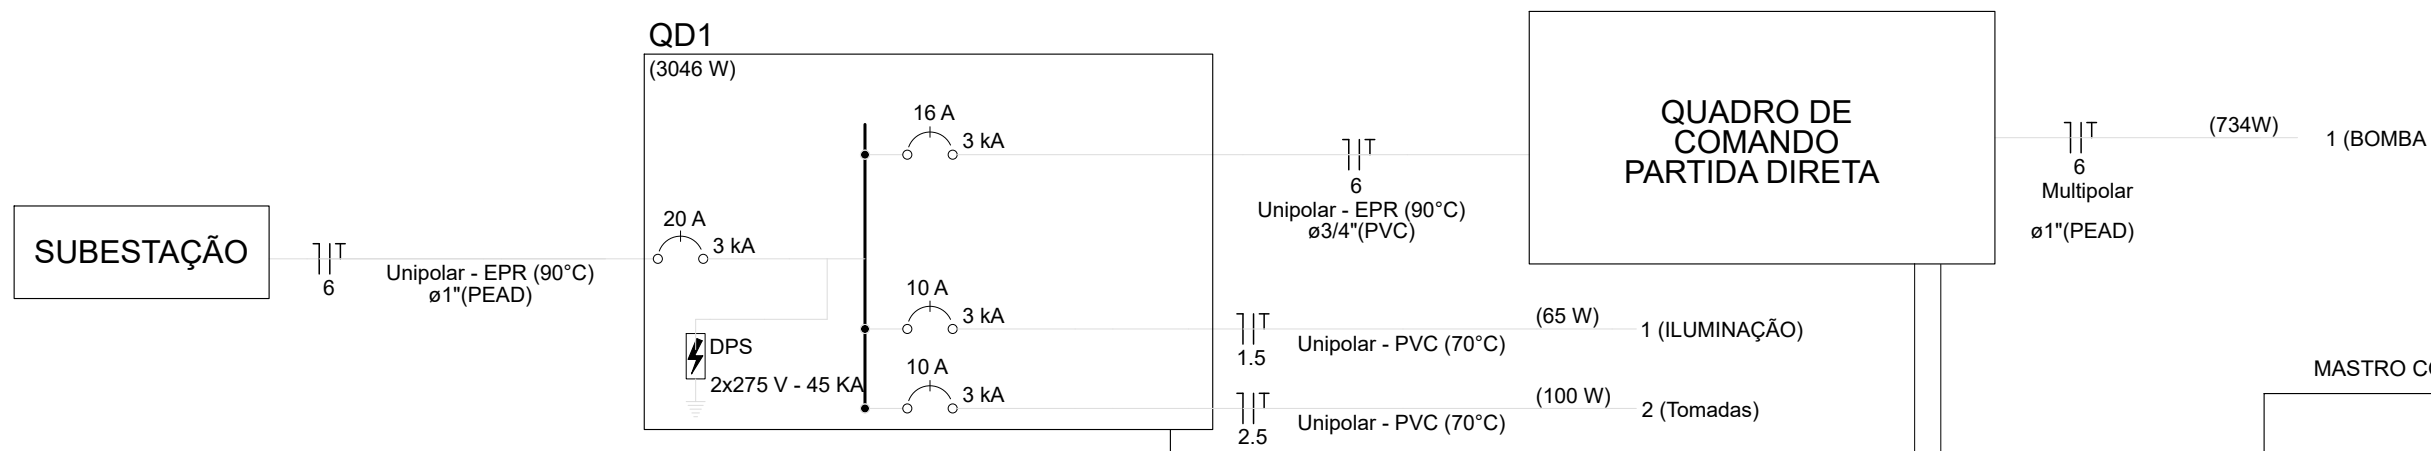 QD1
(3046 W)
SUBESTAÇÃO
6
T
Unipolar - EPR (90°C)
ø1"(PEAD)
20 A
3 kA
DPS
2x275 V - 45 KA
16 A
3 kA
T
6
Unipolar - EPR (90°C)
ø3/4"(PVC)
QUADRO DE
COMANDO
PARTIDA DIRETA
T
6
Multipolar
ø1"(PEAD)
(734W)
1 (BOMBA
10 A
3 kA
T
1.5
Unipolar - PVC (70°C)
(65 W)
1 (ILUMINAÇÃO)
10 A
3 kA
T
2.5
Unipolar - PVC (70°C)
(100 W)
2 (Tomadas)
MASTRO